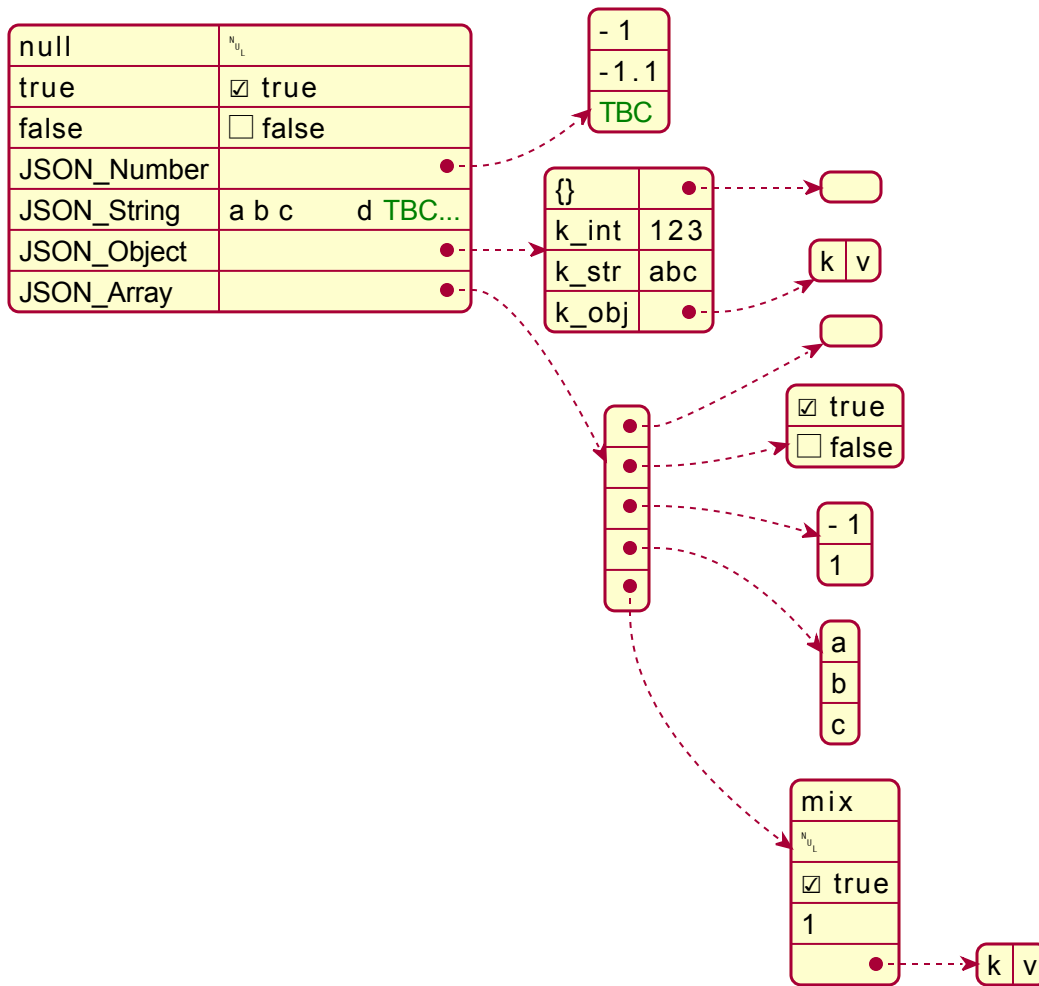 null ␀
true ☑ true
false ☐ false
JSON_Number
JSON_String a b c d TBC...
JSON_Object
JSON_Array
-1
-1.1
TBC
{}
k_int 123
k_str abc
k_obj
k v
☑ true
☐ false
-1
1
a
b
c
mix
␀
☑ true
1
k v